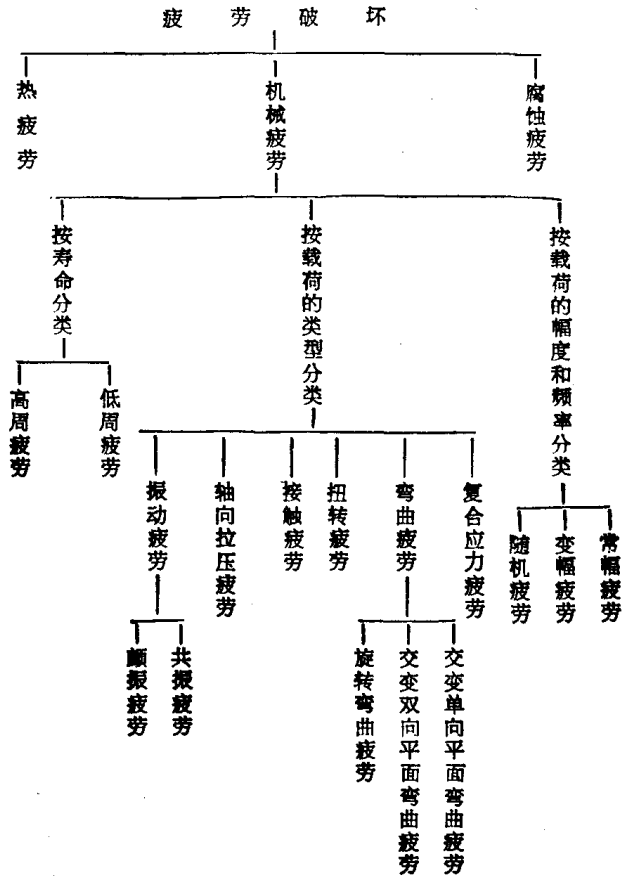 疲劳破坏
热疲劳
机械疲劳
腐蚀疲劳
按寿命分类
按载荷的类型分类
按载荷的幅度和频率分类
高周疲劳
低周疲劳
振动疲劳
轴向拉压疲劳
接触疲劳
扭转疲劳
弯曲疲劳
复合应力疲劳
随机疲劳
变幅疲劳
常幅疲劳
颤振疲劳
共振疲劳
旋转弯曲疲劳
交变双向平面弯曲疲劳
交变单向平面弯曲疲劳